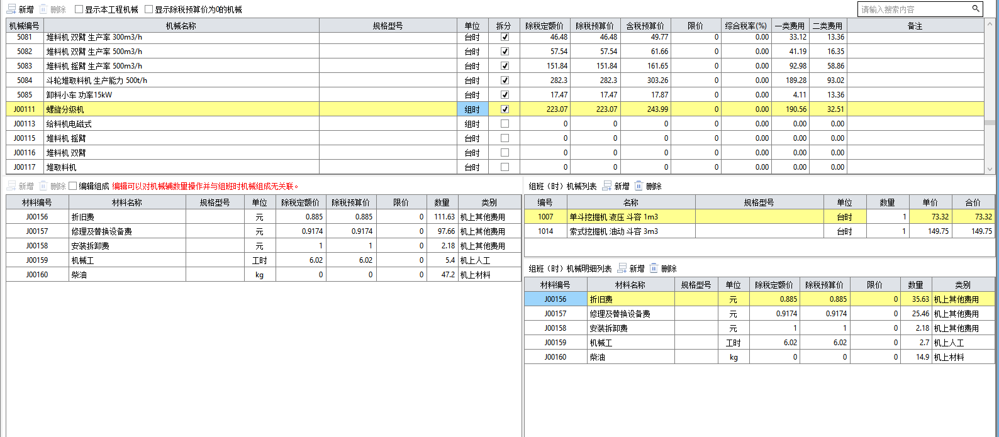 新增 删除 显示本工程机械 显示除税预算价为0的机械 请输入搜索内容
机械编号 机械名称 规格型号 单位 拆分 除税定额价 除税预算价 含税预算价 限价 综合税率(%) 一类费用 二类费用 备注
5081 堆料机 双臂 生产率 300m3/h 台时 46.48 46.48 49.77 0 0.00 33.12 13.36
5082 堆料机 双臂 生产率 500m3/h 台时 57.54 57.54 61.66 0 0.00 41.19 16.35
5083 堆料机 摇臂 生产率 500m3/h 台时 151.84 151.84 161.65 0 0.00 92.98 58.86
5084 斗轮堆取料机 生产能力 500t/h 台时 282.3 282.3 303.26 0 0.00 189.28 93.02
5085 卸料小车 功率15kW 台时 17.47 17.47 17.87 0 0.00 4.11 13.36
J00111 螺旋分级机 组时 223.07 223.07 243.99 0 0.00 190.56 32.51
J00113 给料机电磁式 组时 0 0 0 0 0.00 0.00 0.00
J00115 堆料机 摇臂 台时 0 0 0 0 0.00 0.00 0.00
J00116 堆料机 双臂 台时 0 0 0 0 0.00 0.00 0.00
J00117 堆取料机 台时 0 0 0 0 0.00 0.00 0.00
新增 删除 编辑组成 编辑可以对机械辅数量操作并与组班时机械组成无关联。
材料编号 材料名称 规格型号 单位 除税定额价 除税预算价 限价 数量 类别
J00156 折旧费 元 0.885 0.885 0 111.63 机上其他费用
J00157 修理及替换设备费 元 0.9174 0.9174 0 97.66 机上其他费用
J00158 安装拆卸费 元 1 1 0 2.18 机上其他费用
J00159 机械工 工时 6.02 6.02 0 5.4 机上人工
J00160 柴油 kg 0 0 0 47.2 机上材料
组班（时）机械列表 新增 删除
编号 名称 规格型号 单位 数量 单价 合价
1007 单斗挖掘机 液压 斗容 1m3 台时 1 73.32 73.32
1014 索式挖掘机 油动 斗容 3m3 台时 1 149.75 149.75
组班（时）机械明细列表 新增 删除
材料编号 材料名称 规格型号 单位 除税定额价 除税预算价 限价 数量 类别
J00156 折旧费 元 0.885 0.885 0 35.63 机上其他费用
J00157 修理及替换设备费 元 0.9174 0.9174 0 25.46 机上其他费用
J00158 安装拆卸费 元 1 1 0 2.18 机上其他费用
J00159 机械工 工时 6.02 6.02 0 2.7 机上人工
J00160 柴油 kg 0 0 0 14.9 机上材料